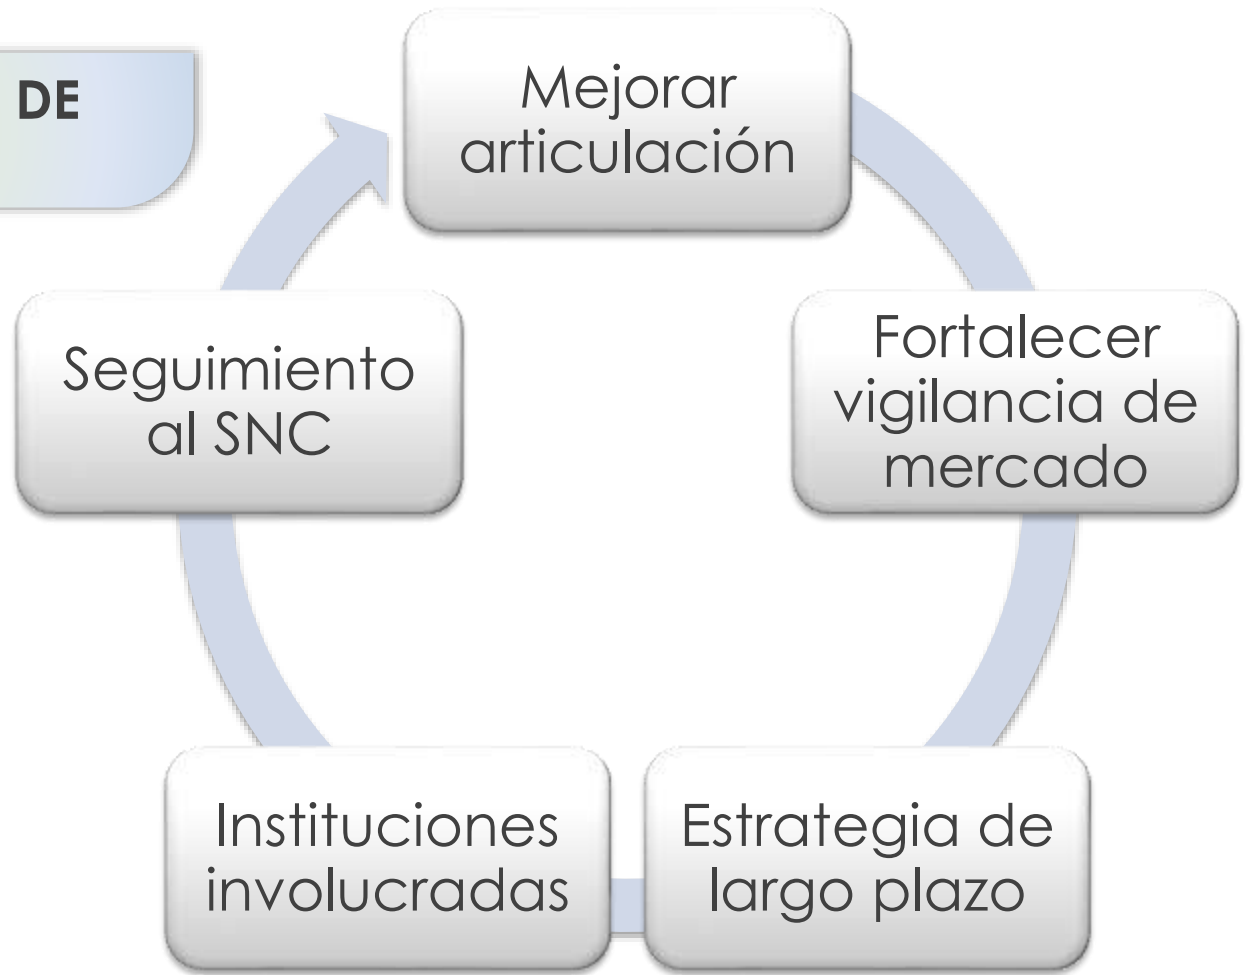 DE
Mejorar
articulación
Fortalecer
vigilancia de
mercado
Estrategia de
largo plazo
Instituciones
involucradas
Seguimiento
al SNC